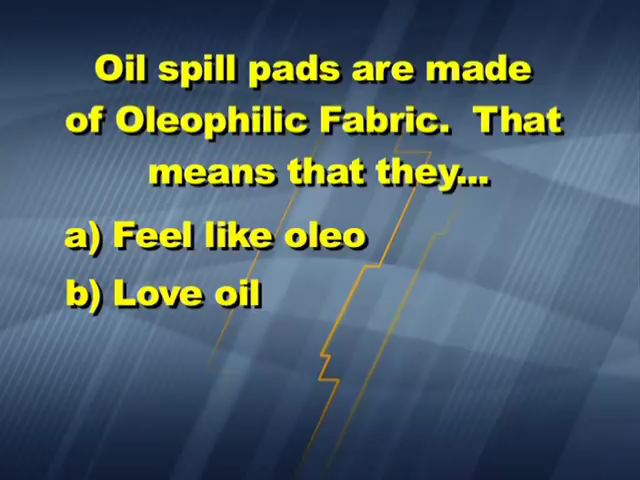 Oil spill pads are made
of Oleophilic Fabric.  That
means that they...
a) Feel like oleo
b) Love oil